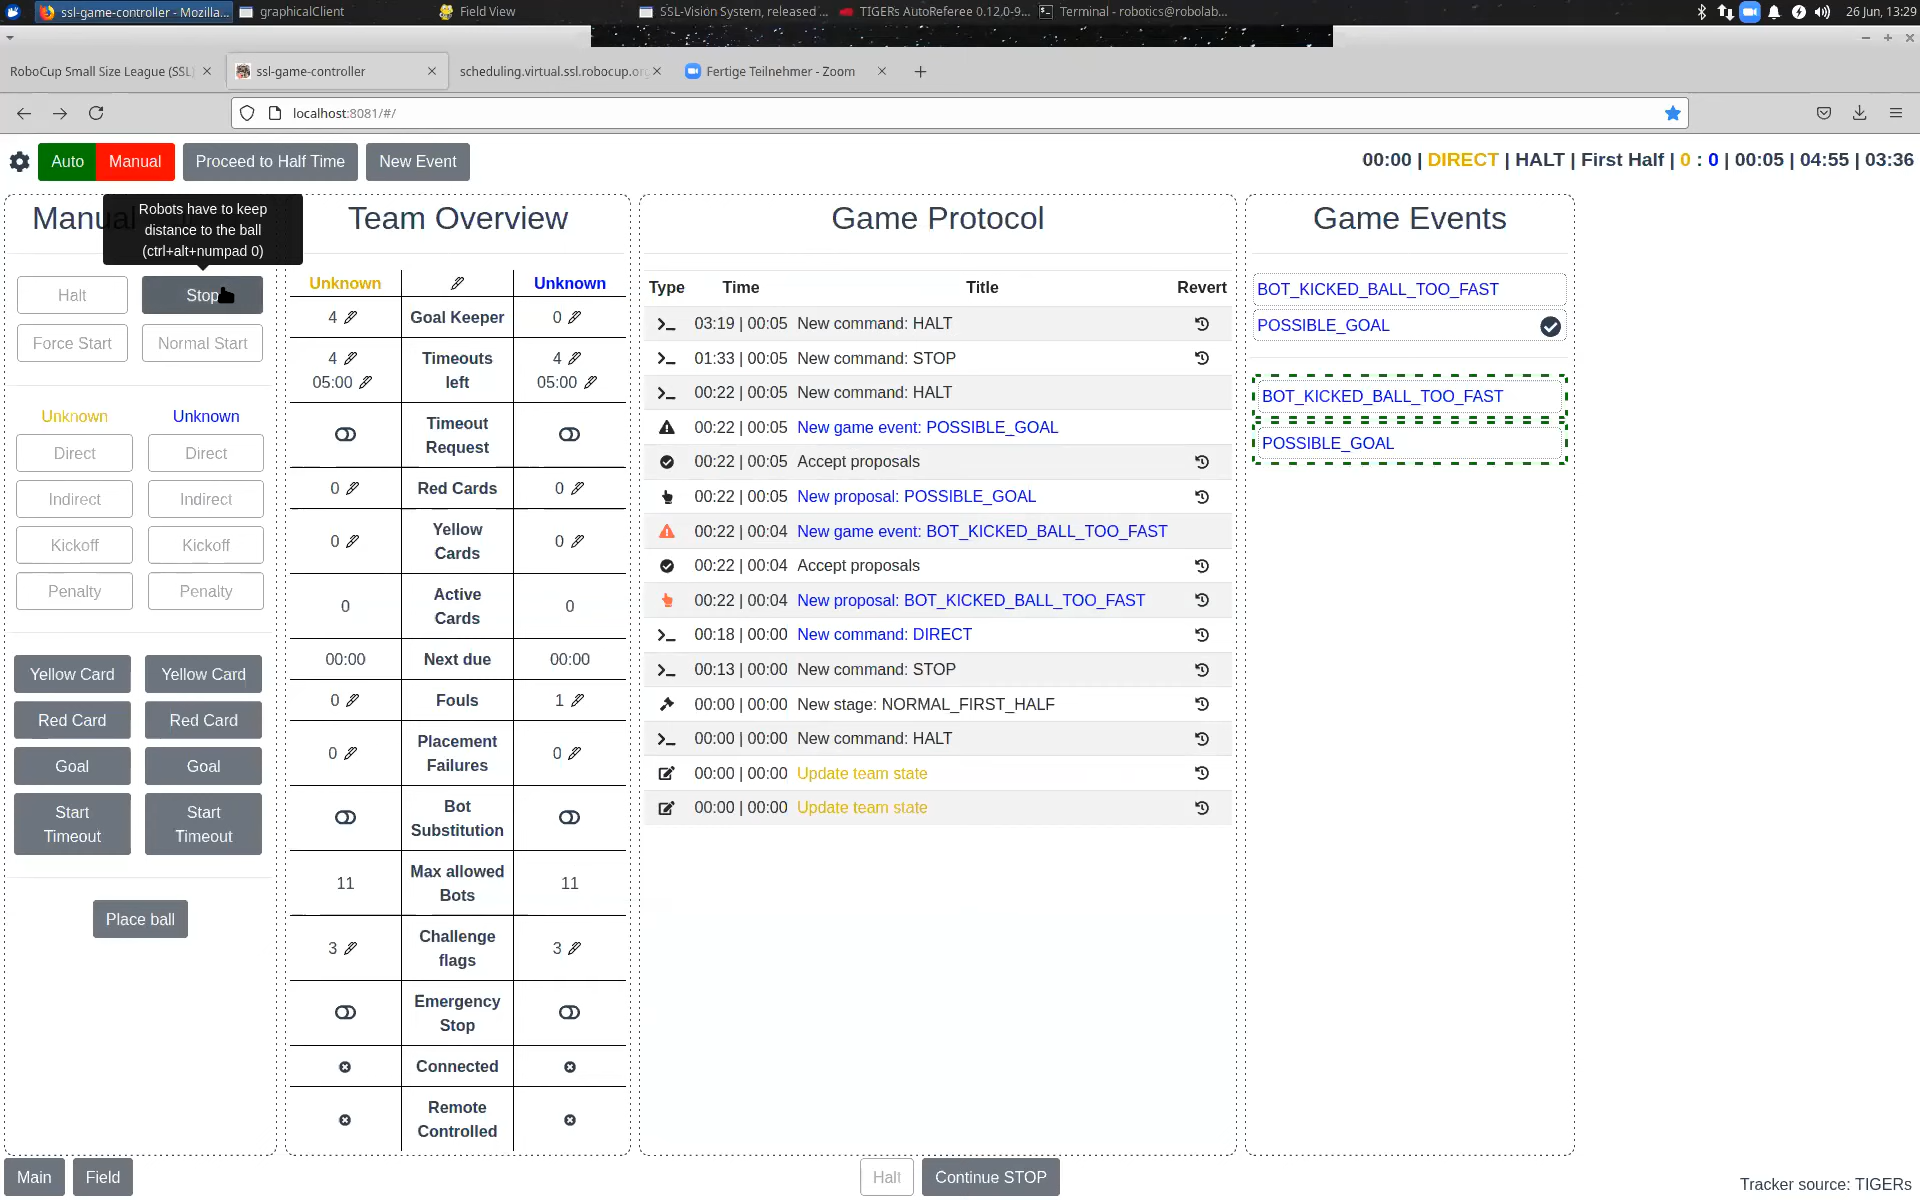 ssl-game-controller - Mozilla...
graphicalClient
Field View
SSL-Vision System, released ...
TIGERs AutoReferee 0.12.0-9...
Terminal - robotics@robolab...
26 Jun, 13:29
RoboCup Small Size League (SSL)
ssl-game-controller
scheduling.virtual.ssl.robocup.org
Fertige Teilnehmer - Zoom
localhost:8081/#/
Auto
Manual
Proceed to Half Time
New Event
00:00 | DIRECT | HALT | First Half | 0 : 0 | 00:05 | 04:55 | 03:36
Manua
Robots have to keep
distance to the ball
(ctrl+alt+numpad 0)
Halt
Stop
Force Start
Normal Start
Unknown
Unknown
Direct
Direct
Indirect
Indirect
Kickoff
Kickoff
Penalty
Penalty
Yellow Card
Yellow Card
Red Card
Red Card
Goal
Goal
Start
Timeout
Start
Timeout
Place ball
Team Overview
Unknown
Unknown
4
Goal Keeper
0
4
05:00
Timeouts
left
4
05:00
Timeout
Request
0
Red Cards
0
0
Yellow
Cards
0
0
Active
Cards
0
00:00
Next due
00:00
0
Fouls
1
0
Placement
Failures
0
Bot
Substitution
11
Max allowed
Bots
11
3
Challenge
flags
3
Emergency
Stop
Connected
Remote
Controlled
Game Protocol
Type Time Title Revert
03:19 | 00:05 New command: HALT
01:33 | 00:05 New command: STOP
00:22 | 00:05 New command: HALT
00:22 | 00:05 New game event: POSSIBLE_GOAL
00:22 | 00:05 Accept proposals
00:22 | 00:05 New proposal: POSSIBLE_GOAL
00:22 | 00:04 New game event: BOT_KICKED_BALL_TOO_FAST
00:22 | 00:04 Accept proposals
00:22 | 00:04 New proposal: BOT_KICKED_BALL_TOO_FAST
00:18 | 00:00 New command: DIRECT
00:13 | 00:00 New command: STOP
00:00 | 00:00 New stage: NORMAL_FIRST_HALF
00:00 | 00:00 New command: HALT
00:00 | 00:00 Update team state
00:00 | 00:00 Update team state
Game Events
BOT_KICKED_BALL_TOO_FAST
POSSIBLE_GOAL
BOT_KICKED_BALL_TOO_FAST
POSSIBLE_GOAL
Main
Field
Halt
Continue STOP
Tracker source: TIGERs